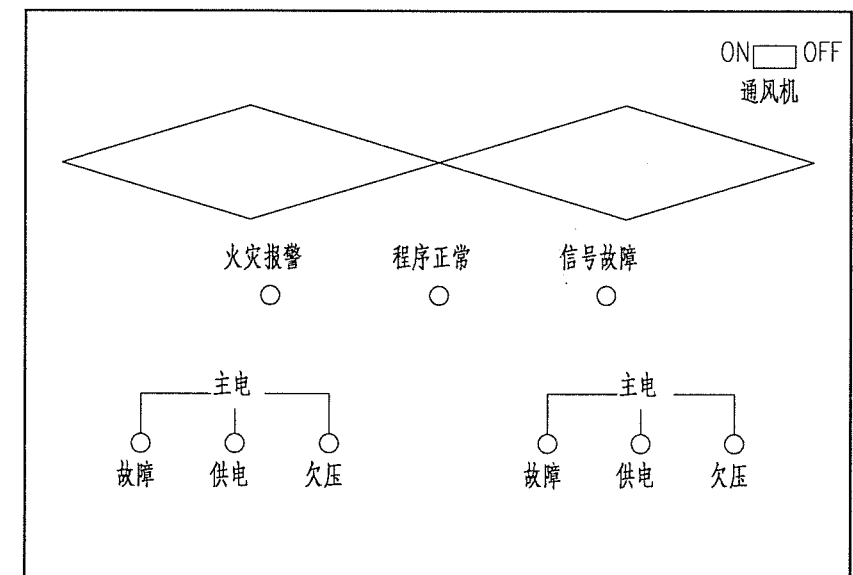 ON OFF
通风机
火灾报警 程序正常 信号故障
主电 主电
故障 供电 欠压 故障 供电 欠压